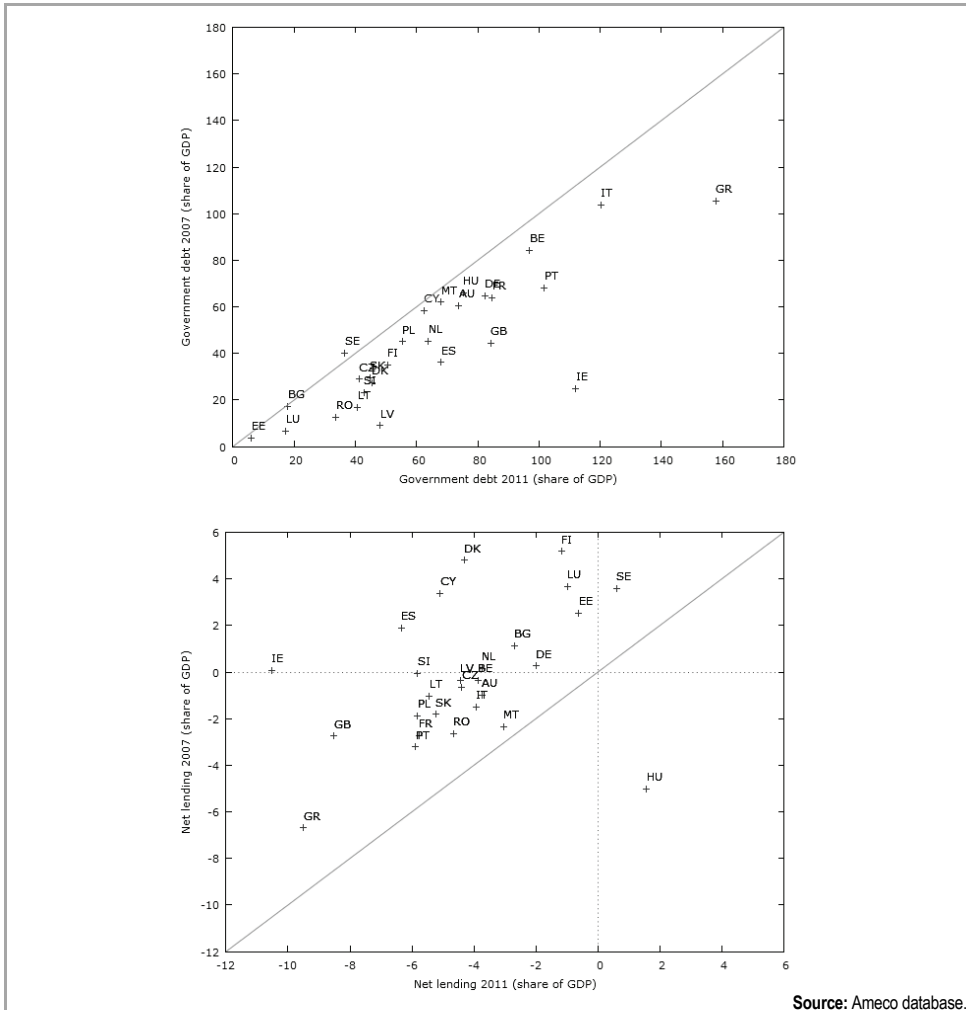 180
160
140
120
100
80
60
40
20
0
Government debt 2007 (share of GDP)
GR
IT
BE
PT
HU
DE
FR
MT
AU
CY
GB
PL
NL
SE
ES
FI
CZ
SK
DK
SI
IE
BG
LT
RO
LV
LU
EE
0 20 40 60 80 100 120 140 160 180
Government debt 2011 (share of GDP)
6
4
2
0
-2
-4
-6
-8
-10
-12
Net lending 2007 (share of GDP)
FI
DK
LU
SE
CY
EE
ES
BG
DE
NL
IE
SI
LV
BE
CZ
LT
AU
IT
PL
SK
MT
GB
FR
RO
PT
HU
GR
-12 -10 -8 -6 -4 -2 0 2 4 6
Net lending 2011 (share of GDP)
Source: Ameco database.